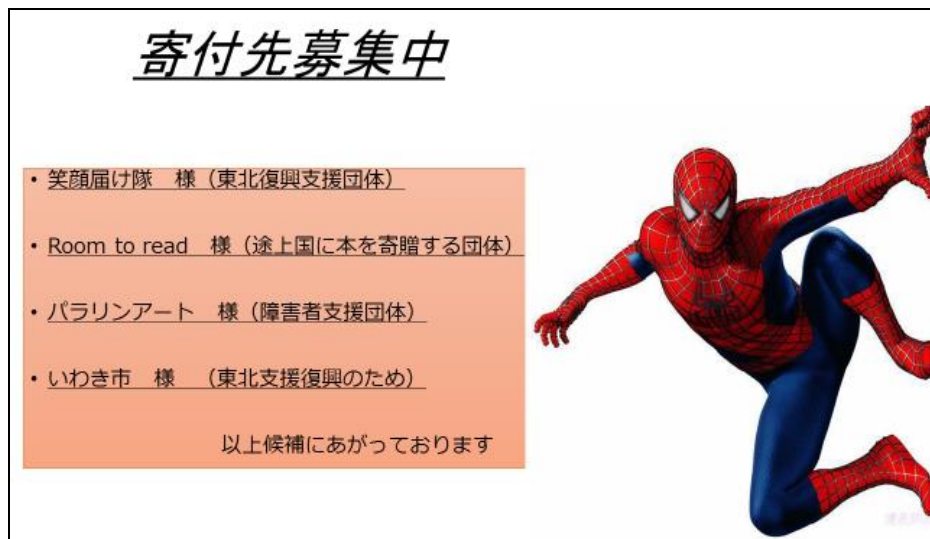 寄付先募集中
• 笑顔届け隊　様（東北復興支援団体）
• Room to read　様（途上国に本を寄贈する団体）
• パラリンアート　様（障害者支援団体）
• いわき市　様　（東北支援復興のため）
以上候補にあがっております